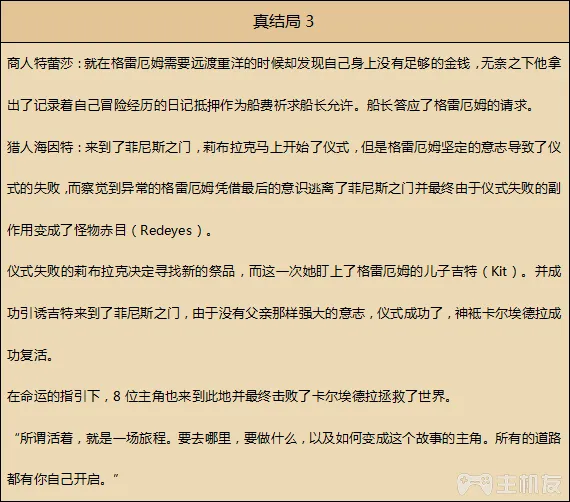 真结局 3
商人特蕾莎：就在格雷厄姆需要远渡重洋的时候却发现自己身上没有足够的金钱，无奈之下他拿
出了记录着自己冒险经历的日记抵押作为船费祈求船长允许。船长答应了格雷厄姆的请求。
猎人海因特：来到了菲尼斯之门，莉布拉克马上开始了仪式，但是格雷厄姆坚定的意志导致了仪
式的失败，而察觉到异常的格雷厄姆凭借最后的意识逃离了菲尼斯之门并最终由于仪式失败的副
作用变成了怪物赤目（Redeyes）。
仪式失败的莉布拉克决定寻找新的祭品，而这一次她盯上了格雷厄姆的儿子吉特（Kit）。并成
功引诱吉特来到了菲尼斯之门，由于没有父亲那样强大的意志，仪式成功了，神祇卡尔埃德拉成
功复活。
在命运的指引下，8 位主角也来到此地并最终击败了卡尔埃德拉拯救了世界。
“所谓活着，就是一场旅程。要去哪里，要做什么，以及如何变成这个故事的主角。所有的道路
都有你自己开启。”
主机友